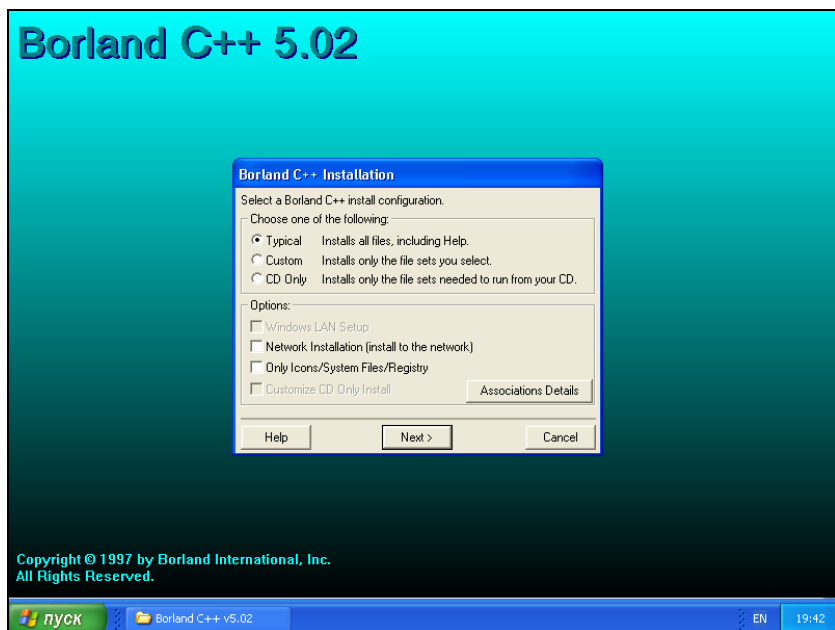 Borland C++ 5.02
Borland C++ Installation
Select a Borland C++ install configuration.
Choose one of the following:
Typical Installs all files, including Help.
Custom Installs only the file sets you select.
CD Only Installs only the file sets needed to run from your CD.
Options:
Windows LAN Setup
Network Installation (install to the network)
Only Icons/System Files/Registry
Customize CD Only Install Associations Details
Help Next > Cancel
Copyright © 1997 by Borland International, Inc.
All Rights Reserved.
пуск Borland C++ v5.02 EN 19:42